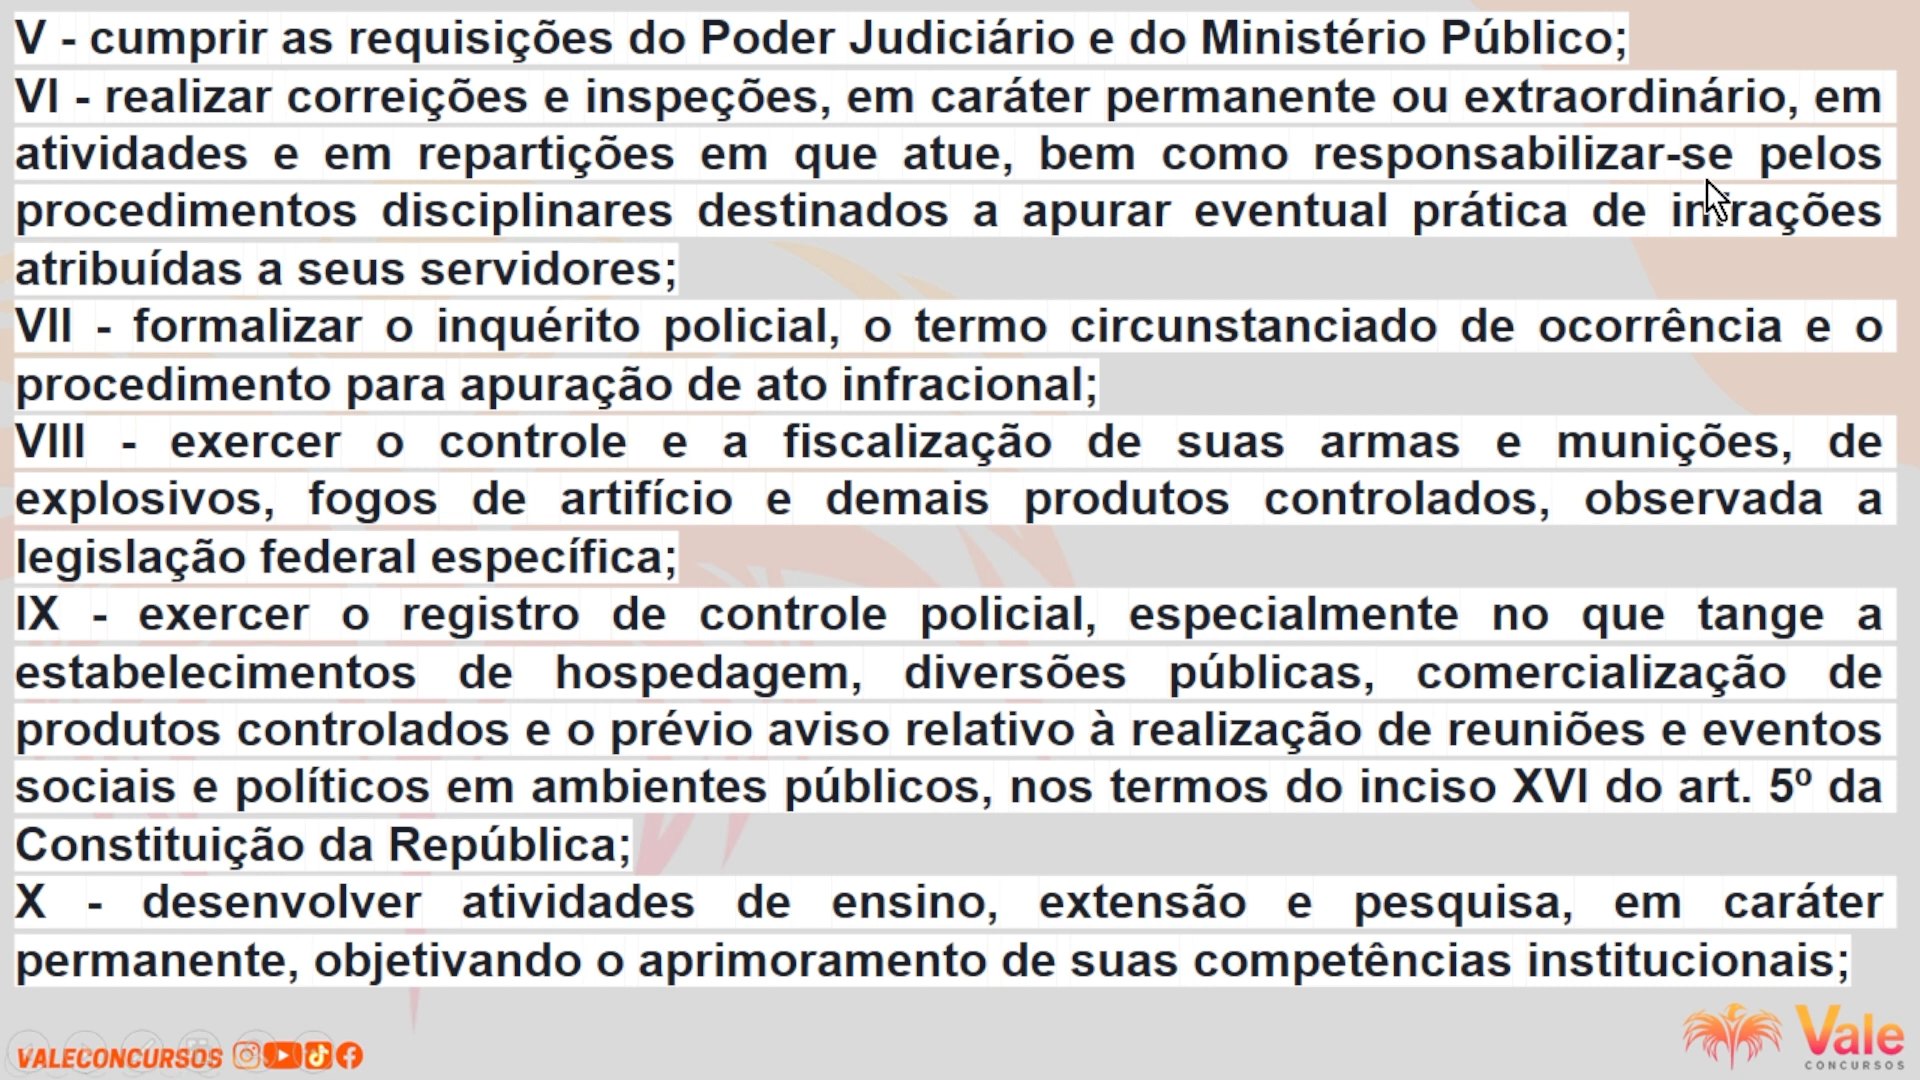 V - cumprir as requisições do Poder Judiciário e do Ministério Público;
VI - realizar correições e inspeções, em caráter permanente ou extraordinário, em
atividades e em repartições em que atue, bem como responsabilizar-se pelos
procedimentos disciplinares destinados a apurar eventual prática de infrações
atribuídas a seus servidores;
VII - formalizar o inquérito policial, o termo circunstanciado de ocorrência e o
procedimento para apuração de ato infracional;
VIII - exercer o controle e a fiscalização de suas armas e munições, de
explosivos, fogos de artifício e demais produtos controlados, observada a
legislação federal específica;
IX - exercer o registro de controle policial, especialmente no que tange a
estabelecimentos de hospedagem, diversões públicas, comercialização de
produtos controlados e o prévio aviso relativo à realização de reuniões e eventos
sociais e políticos em ambientes públicos, nos termos do inciso XVI do art. 5º da
Constituição da República;
X - desenvolver atividades de ensino, extensão e pesquisa, em caráter
permanente, objetivando o aprimoramento de suas competências institucionais;
VALECONCURSOS
Vale
CONCURSOS